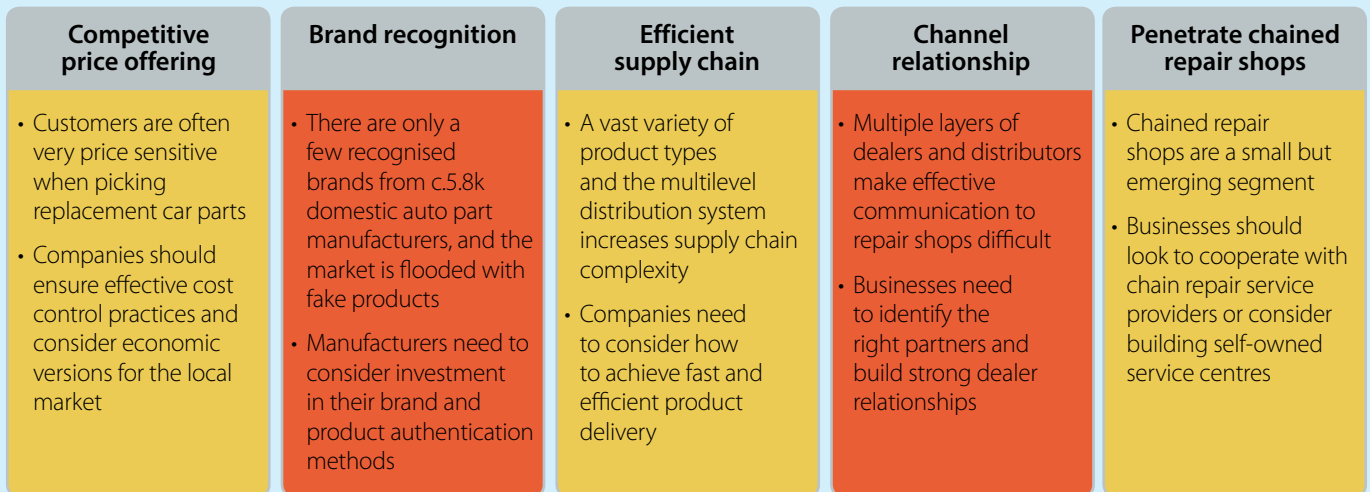 Competitive
price offering
• Customers are often
very price sensitive
when picking
replacement car parts
• Companies should
ensure effective cost
control practices and
consider economic
versions for the local
market
Brand recognition
• There are only a
few recognised
brands from c.5.8k
domestic auto part
manufacturers, and the
market is flooded with
fake products
• Manufacturers need to
consider investment
in their brand and
product authentication
methods
Efficient
supply chain
• A vast variety of
product types
and the multilevel
distribution system
increases supply chain
complexity
• Companies need
to consider how
to achieve fast and
efficient product
delivery
Channel
relationship
• Multiple layers of
dealers and distributors
make effective
communication to
repair shops difficult
• Businesses need
to identify the
right partners and
build strong dealer
relationships
Penetrate chained
repair shops
• Chained repair
shops are a small but
emerging segment
• Businesses should
look to cooperate with
chain repair service
providers or consider
building self-owned
service centres